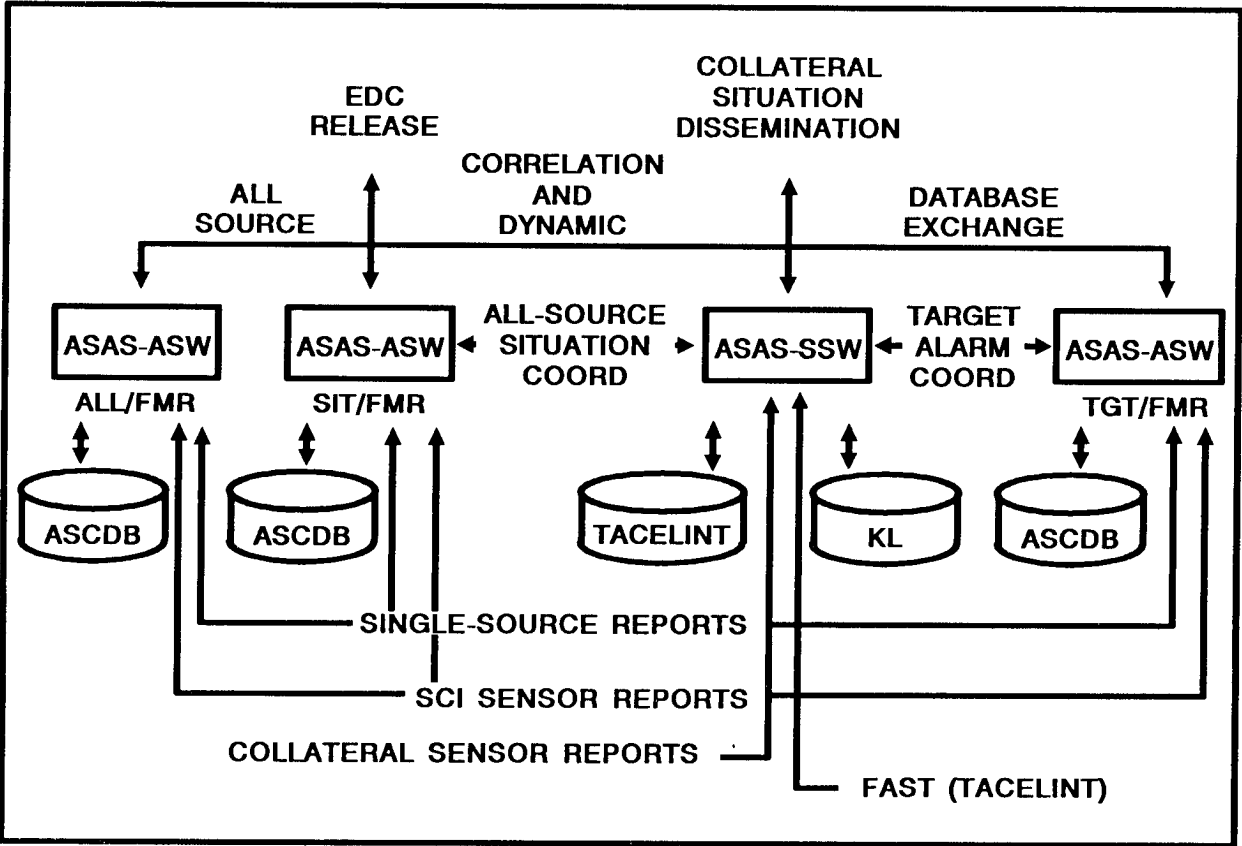 COLLATERAL
SITUATION
DISSEMINATION
EDC
RELEASE
CORRELATION
AND
DYNAMIC
ALL
SOURCE
DATABASE
EXCHANGE
ASAS-ASW
ALL/FMR
ASAS-ASW
SIT/FMR
ALL-SOURCE
SITUATION
COORD
ASAS-SSW
TARGET
ALARM
COORD
ASAS-ASW
TGT/FMR
ASCDB
ASCDB
TACELINT
KL
ASCDB
SINGLE-SOURCE REPORTS
SCI SENSOR REPORTS
COLLATERAL SENSOR REPORTS
FAST (TACELINT)